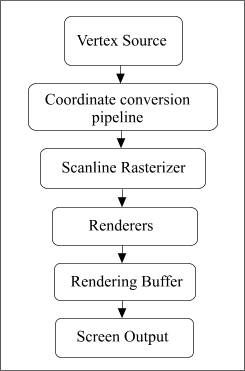 Vertex Source
Coordinate conversion
pipeline
Scanline Rasterizer
Renderers
Rendering Buffer
Screen Output